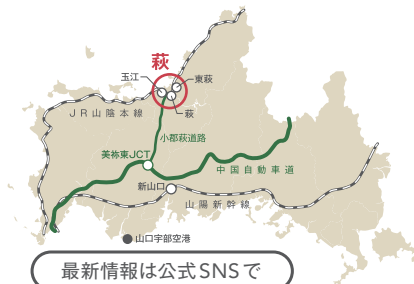 萩
玉江
東萩
萩
JR山陰本線
小郡萩道路
美祢東JCT
中国自動車道
新山口
山陽新幹線
山口宇部空港
最新情報は公式SNSで